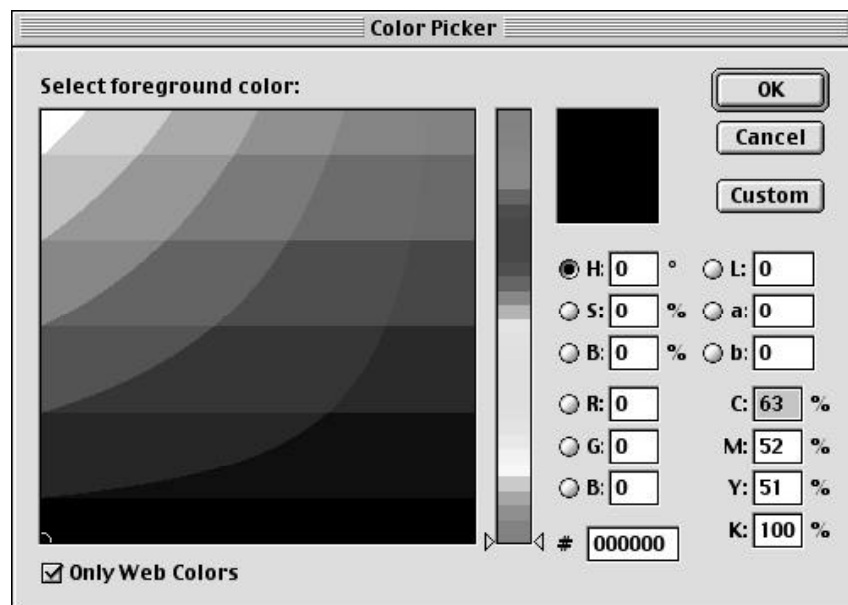 Color Picker
Select foreground color:
OK
Cancel
Custom
H: 0 ° L: 0
S: 0 % a: 0
B: 0 % b: 0
R: 0 C: 63 %
G: 0 M: 52 %
B: 0 Y: 51 %
# 000000 K: 100 %
Only Web Colors